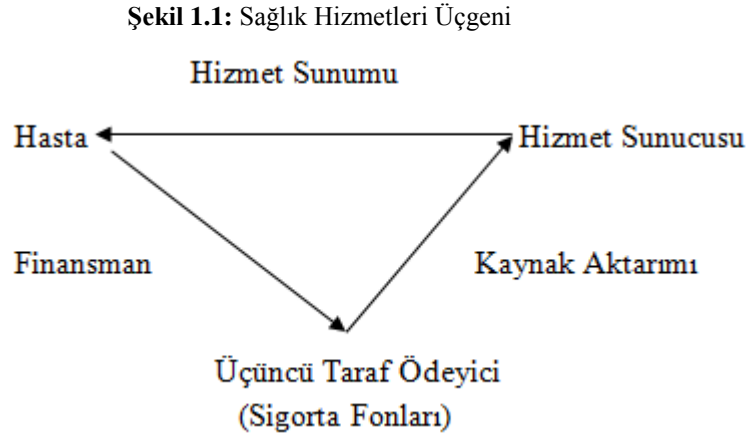 Şekil 1.1: Sağlık Hizmetleri Üçgeni
Hizmet Sunumu
Hasta
Hizmet Sunucusu
Finansman
Kaynak Aktarımı
Üçüncü Taraf Ödeyici
(Sigorta Fonları)